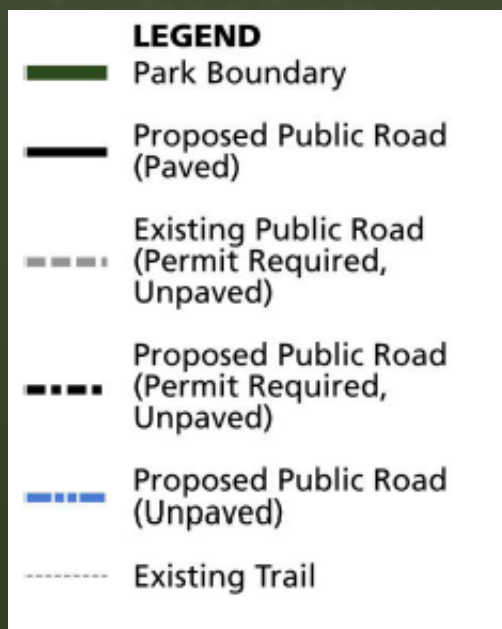 LEGEND
Park Boundary
Proposed Public Road
(Paved)
Existing Public Road
(Permit Required,
Unpaved)
Proposed Public Road
(Permit Required,
Unpaved)
Proposed Public Road
(Unpaved)
Existing Trail